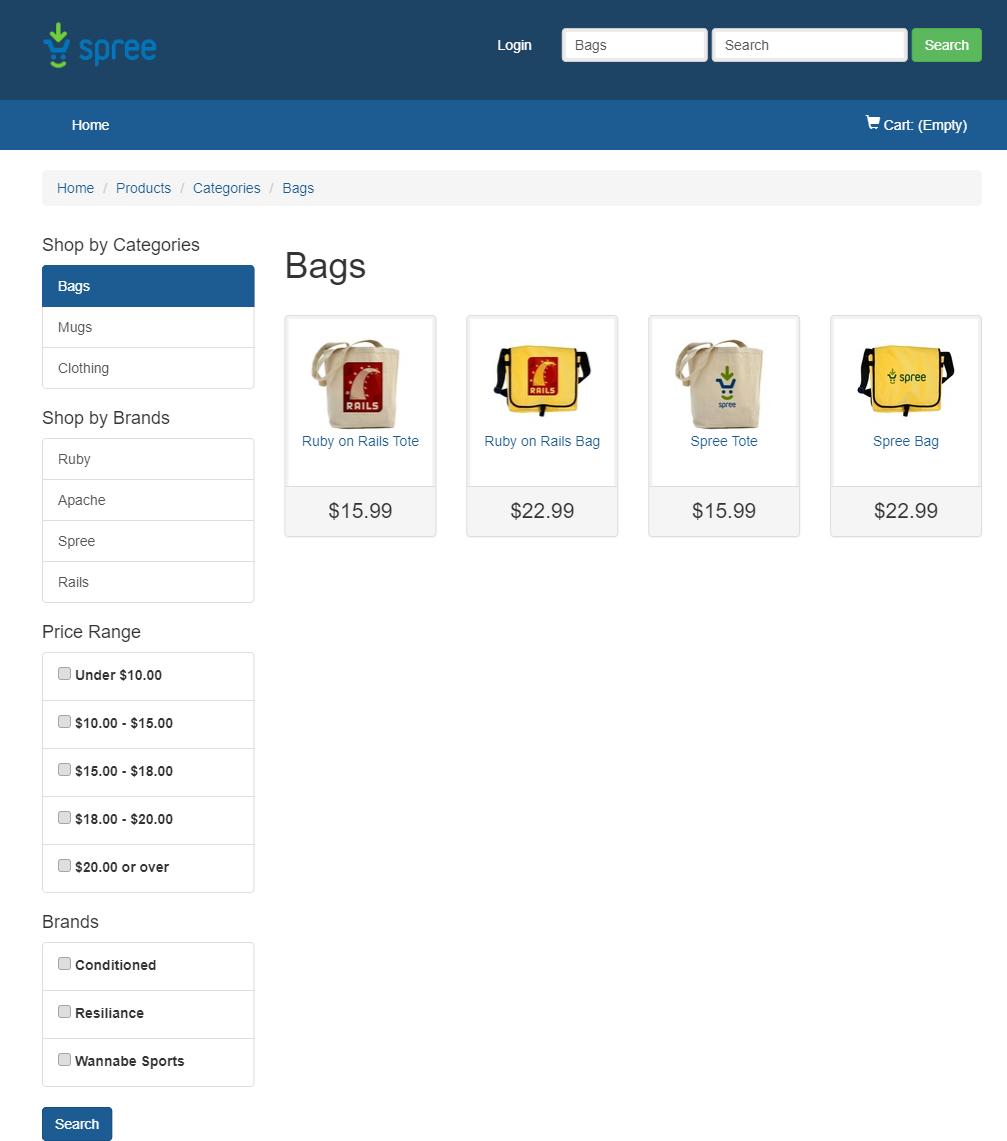 spree
Login
Bags
Search
Search
Home
Cart: (Empty)
Home / Products / Categories / Bags
Shop by Categories
Bags
Mugs
Clothing
Shop by Brands
Ruby
Apache
Spree
Rails
Price Range
Under $10.00
$10.00 - $15.00
$15.00 - $18.00
$18.00 - $20.00
$20.00 or over
Brands
Conditioned
Resiliance
Wannabe Sports
Search
Bags
RAILS
Ruby on Rails Tote
$15.99
RAILS
Ruby on Rails Bag
$22.99
spree
Spree Tote
$15.99
spree
Spree Bag
$22.99